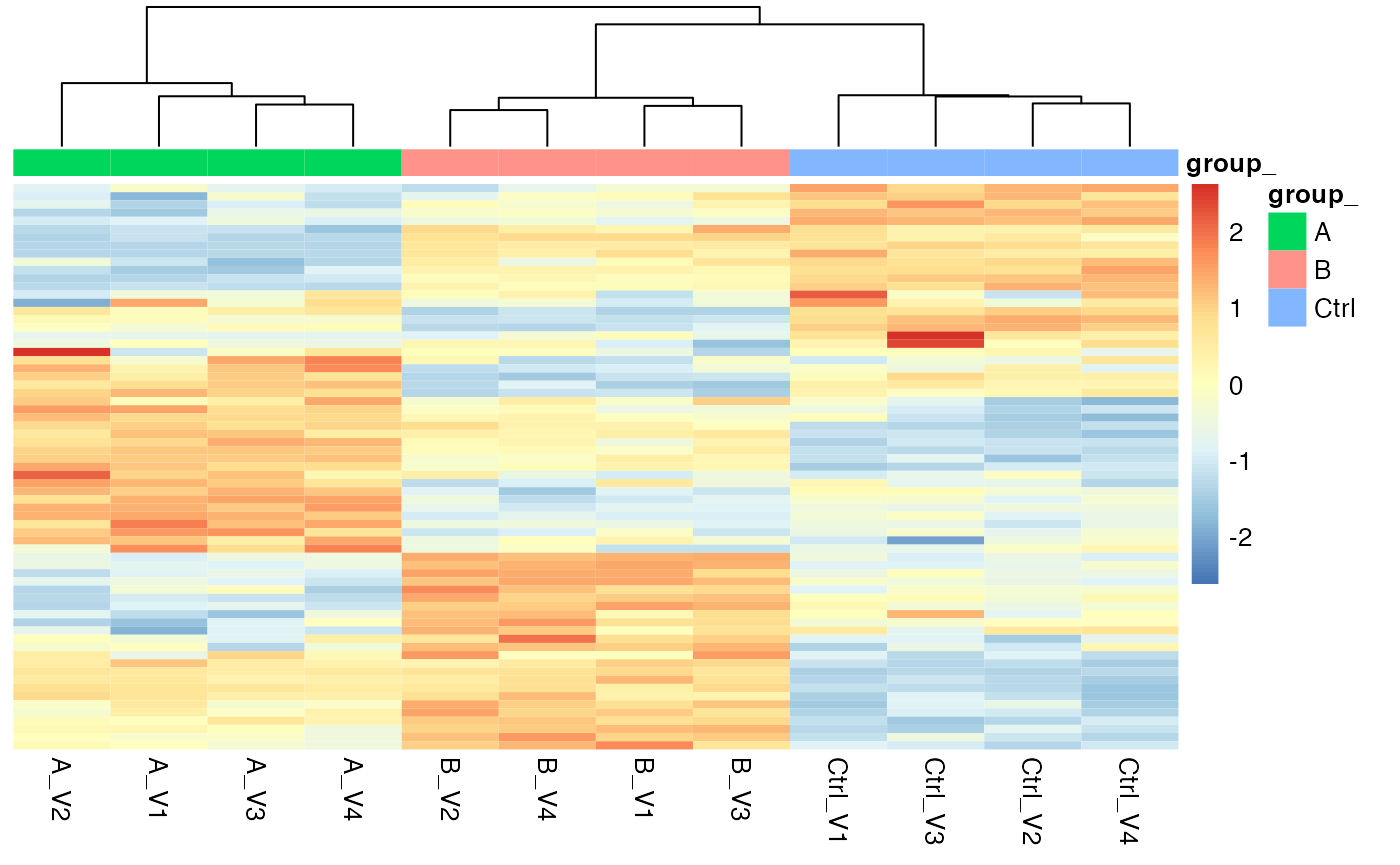 group_
group_
2
1
0
-1
-2
A
B
Ctrl
A_V2
A_V1
A_V3
A_V4
B_V2
B_V4
B_V1
B_V3
Ctrl_V1
Ctrl_V3
Ctrl_V2
Ctrl_V4